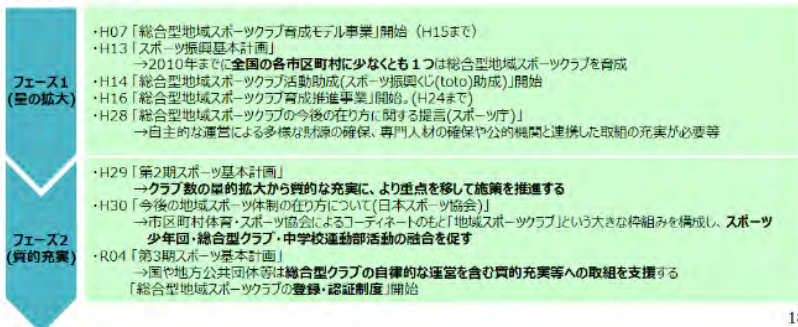 フェーズ1
(量の拡大)
・H07「総合型地域スポーツクラブ育成モデル事業」開始（H15まで）
・H13「スポーツ振興基本計画」
→2010年までに全国の各市区町村に少なくとも１つは総合型地域スポーツクラブを育成
・H14「総合型地域スポーツクラブ活動助成(スポーツ振興くじ(toto)助成)」開始
・H16「総合型地域スポーツクラブ育成推進事業」開始。(H24まで)
・H28「総合型地域スポーツクラブの今後の在り方に関する提言(スポーツ庁)」
→自主的な運営による多様な財源の確保、専門人材の確保や公的機関と連携した取組の充実が必要等
フェーズ2
(質的充実)
・H29「第2期スポーツ基本計画」
→クラブ数の量的拡大から質的な充実に、より重点を移して施策を推進する
・H30「今後の地域スポーツ体制の在り方について(日本スポーツ協会)」
→市区町村体育・スポーツ協会によるコーディネートのもと「地域スポーツクラブ」という大きな枠組みを構成し、スポーツ
少年団・総合型クラブ・中学校運動部活動の融合を促す
・R04「第3期スポーツ基本計画」
→国や地方公共団体等は総合型クラブの自律的な運営を含む質的充実等への取組を支援する
「総合型地域スポーツクラブの登録・認証制度」開始